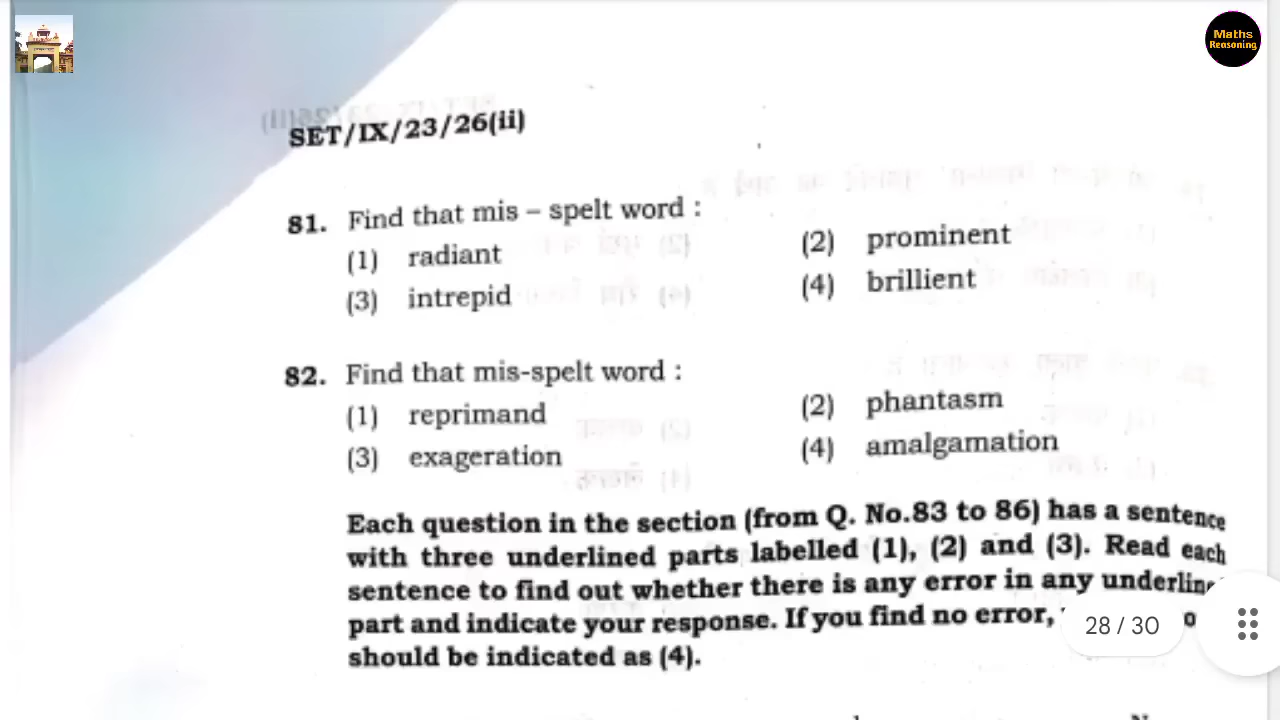 Maths
Reasoning
SET/IX/23/26(ii)
81. Find that mis – spelt word :
(1) radiant (2) prominent
(3) intrepid (4) brillient
82. Find that mis-spelt word :
(1) reprimand (2) phantasm
(3) exageration (4) amalgamation
Each question in the section (from Q. No.83 to 86) has a sentence
with three underlined parts labelled (1), (2) and (3). Read each
sentence to find out whether there is any error in any
part and indicate your response. If you find no error,
28 / 30
should be indicated as (4).